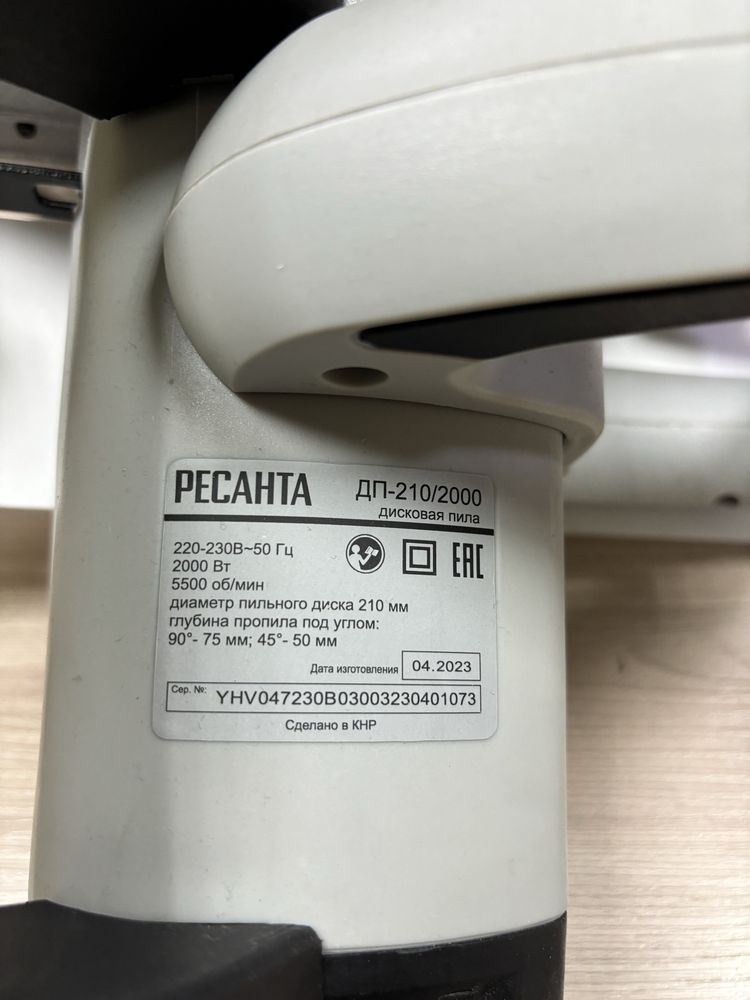 РЕСАНТА ДП-210/2000
дисковая пила
220-230В~50 Гц
2000 Вт
5500 об/мин
диаметр пильного диска 210 мм
глубина пропила под углом:
90°- 75 мм; 45°- 50 мм
EAC
Дата изготовления 04.2023
Сер. №: YHV047230B03003230401073
Сделано в КНР